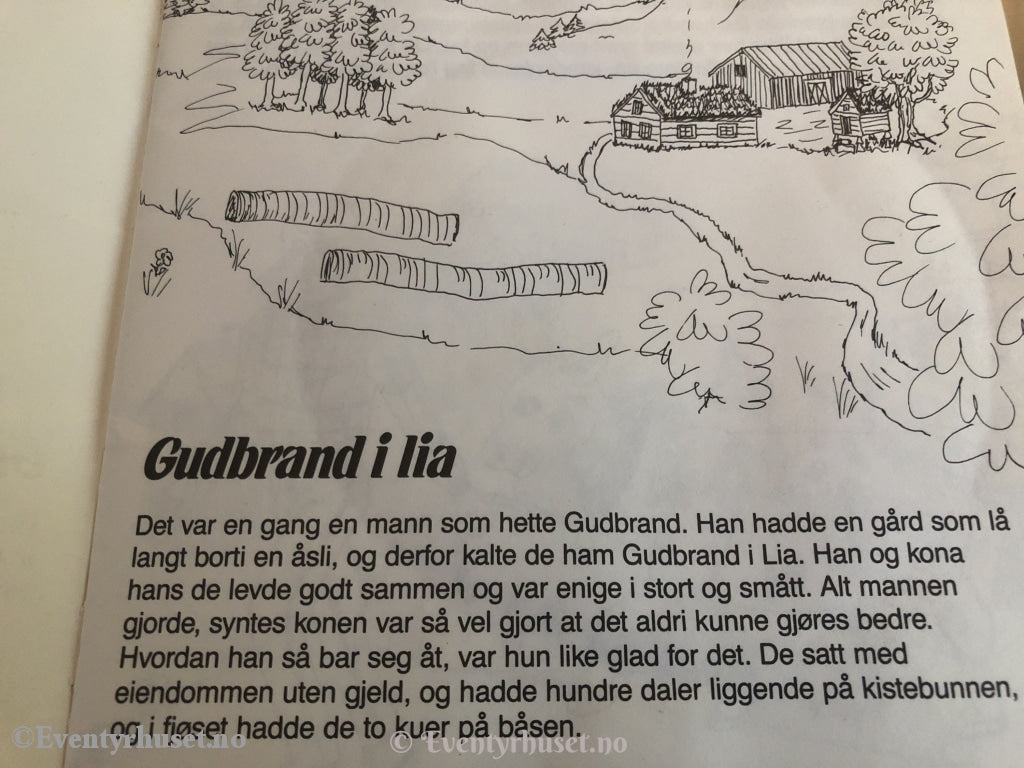 Gudbrand i lia
Det var en gang en mann som hette Gudbrand. Han hadde en gård som lå
langt borti en åsli, og derfor kalte de ham Gudbrand i Lia. Han og kona
hans de levde godt sammen og var enige i stort og smått. Alt mannen
gjorde, syntes konen var så vel gjort at det aldri kunne gjøres bedre.
Hvordan han så bar seg åt, var hun like glad for det. De satt med
eiendommen uten gjeld, og hadde hundre daler liggende på kistebunnen,
og i fjøset hadde de to kuer på båsen.
©Eventyrhuset.no
© Eventyrhuset.no